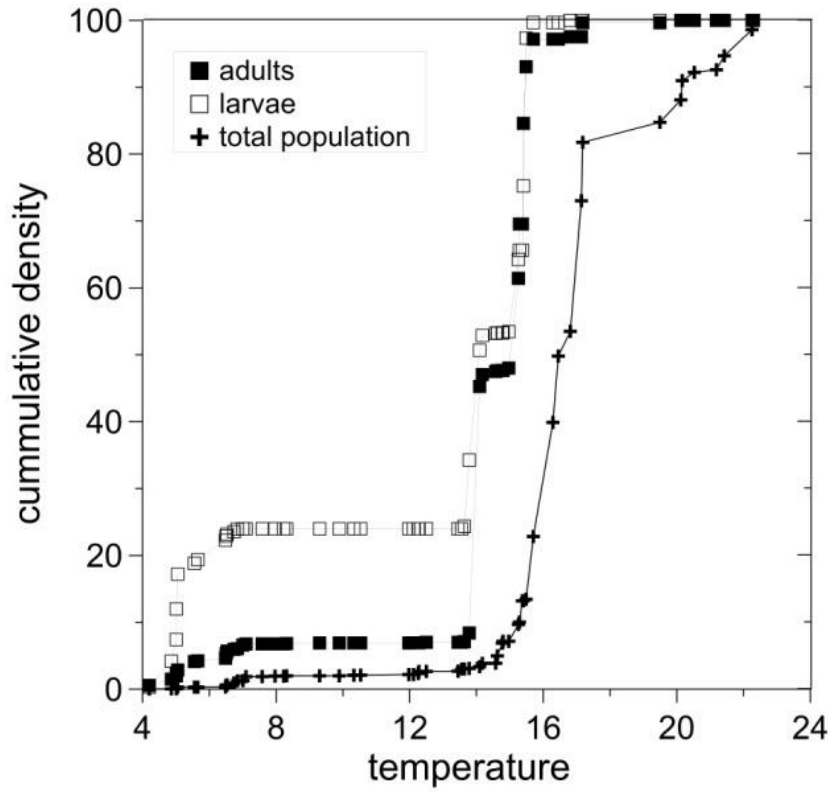 100
80
60
40
20
0
cummulative density
adults
larvae
total population
4 8 12 16 20 24
temperature